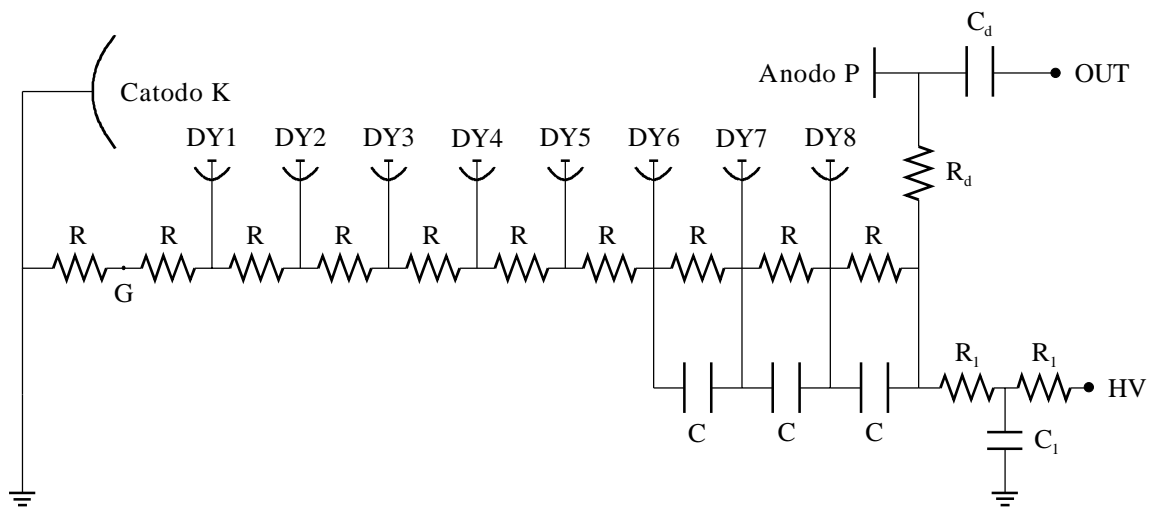 C_d
Anodo P
OUT
Catodo K
DY1 DY2 DY3 DY4 DY5 DY6 DY7 DY8
R_d
R R R R R R R R R R
G
R_1 R_1
HV
C C C
C_1